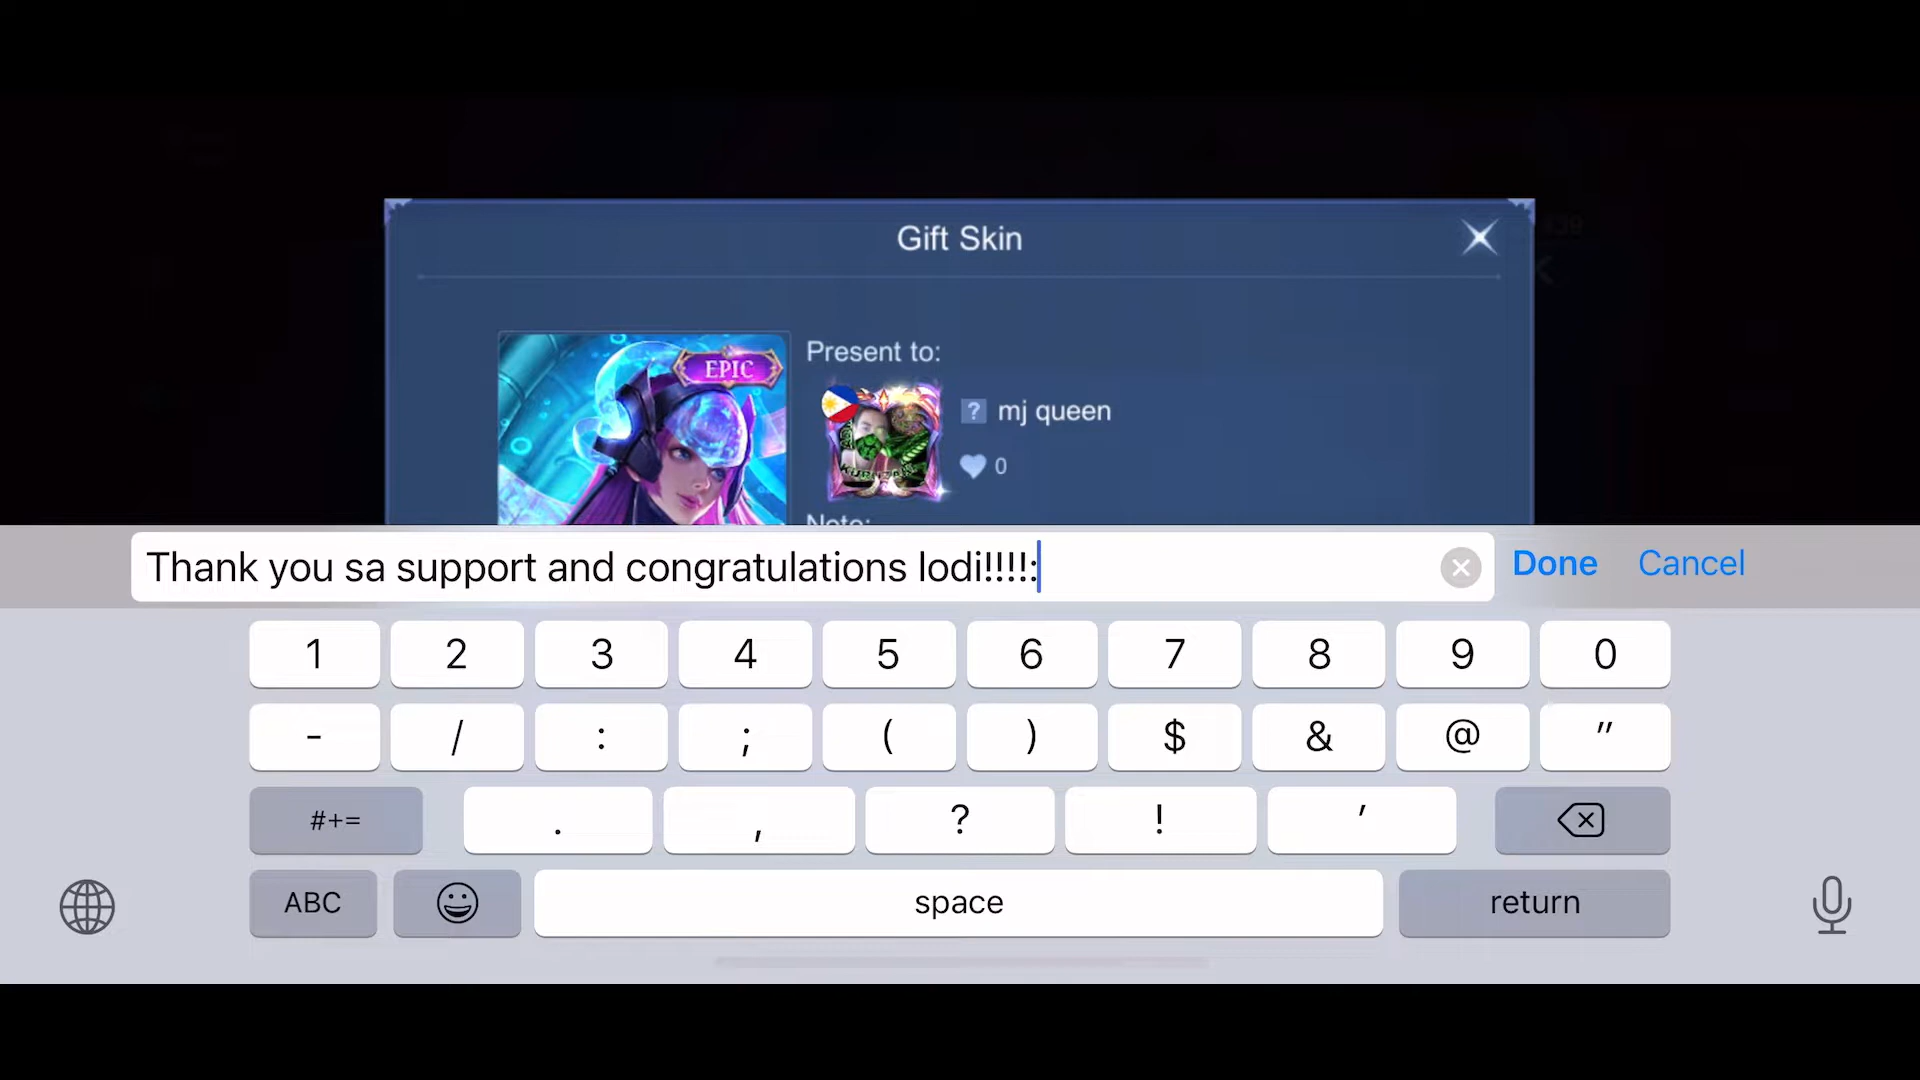 Gift Skin
EPIC
Present to:
? mj queen
0
Note:
Thank you sa support and congratulations lodi!!!!:
Done
Cancel
1 2 3 4 5 6 7 8 9 0
- / : ; ( ) $ & @ "
#+= . , ? ! '
ABC space return